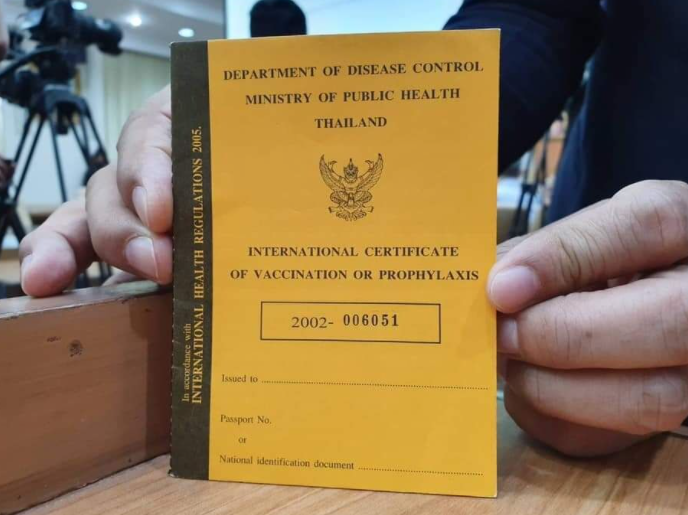 DEPARTMENT OF DISEASE CONTROL
MINISTRY OF PUBLIC HEALTH
THAILAND
INTERNATIONAL CERTIFICATE
OF VACCINATION OR PROPHYLAXIS
2002- 006051
Issued to
Passport No.
or
National identification document
In accordance with
INTERNATIONAL HEALTH REGULATIONS 2005.